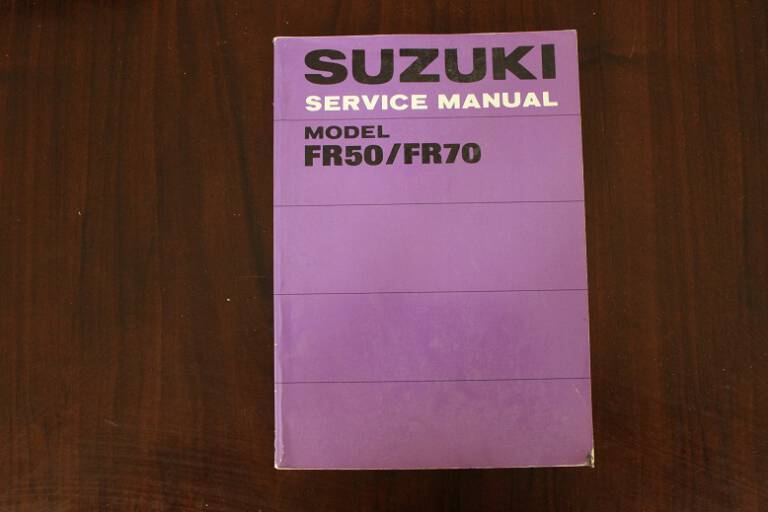 SUZUKI
SERVICE MANUAL
MODEL
FR50/FR70